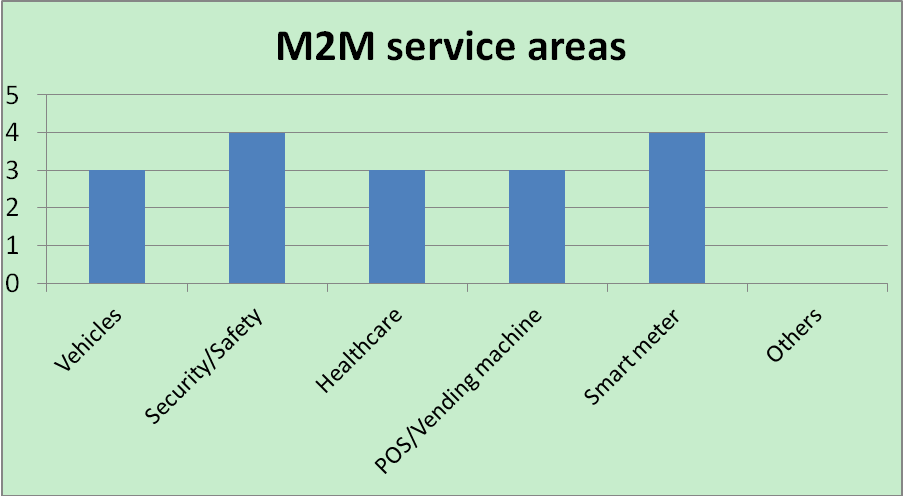 M2M service areas
5
4
3
2
1
0
Vehicles
Security/Safety
Healthcare
POS/Vending machine
Smart meter
Others